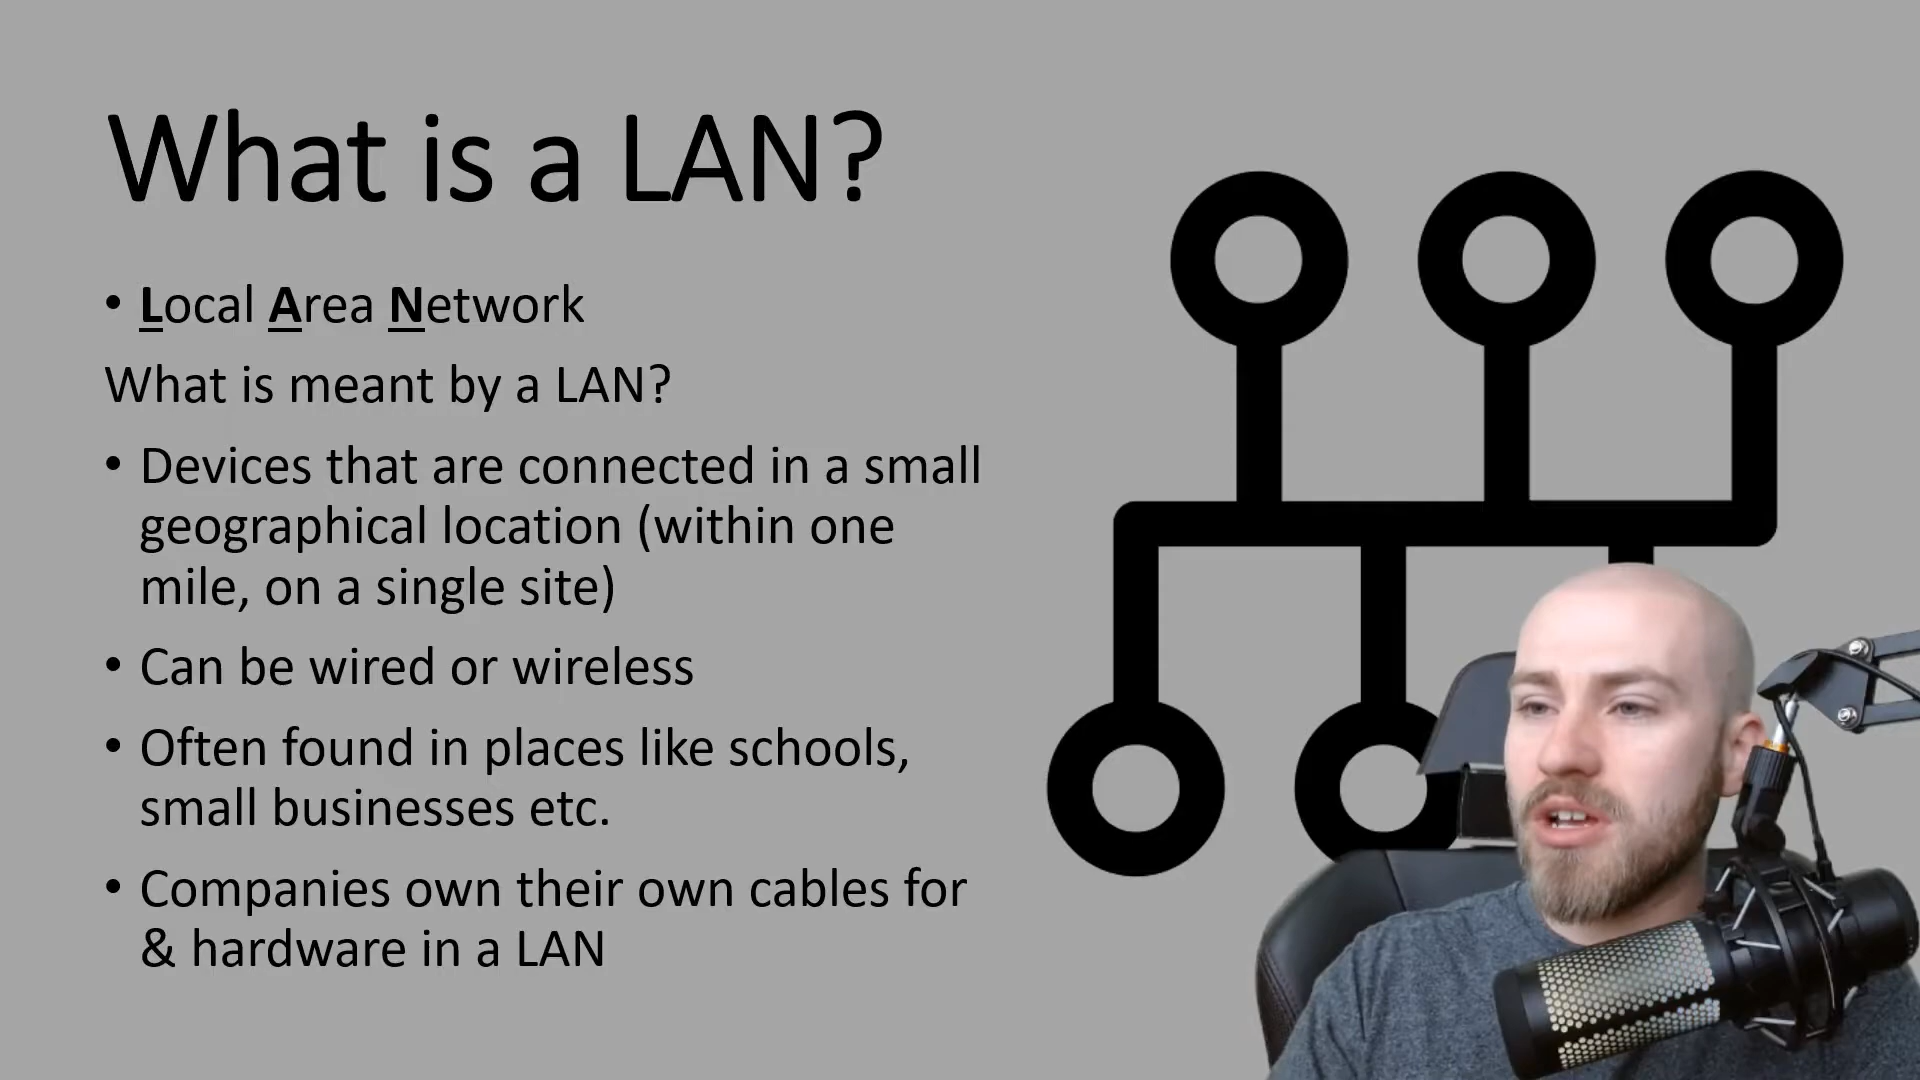 What is a LAN?
• Local Area Network
What is meant by a LAN?
• Devices that are connected in a small
geographical location (within one
mile, on a single site)
• Can be wired or wireless
• Often found in places like schools,
small businesses etc.
• Companies own their own cables for
& hardware in a LAN